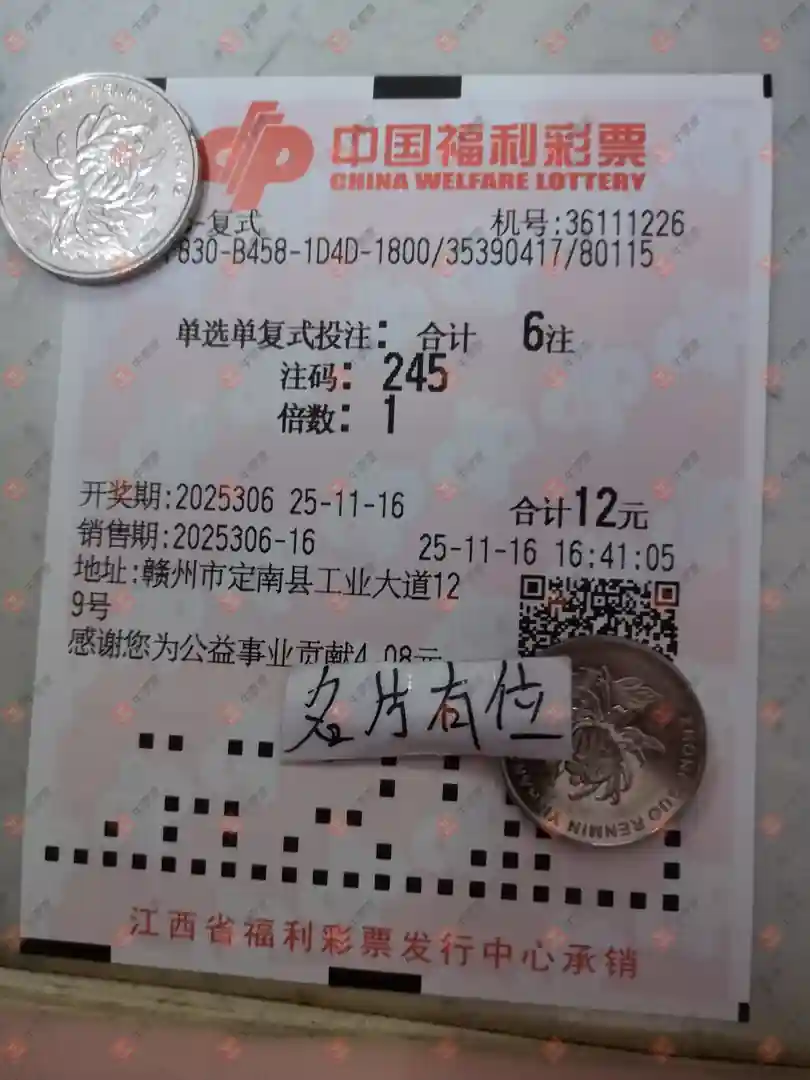 中国福利彩票
CHINA WELFARE LOTTERY
复式 机号:36111226
830-B458-1D4D-1800/35390417/80115
单选单复式投注: 合计 6注
注码: 245
倍数: 1
开奖期:2025306 25-11-16 合计12元
销售期:2025306-16 25-11-16 16:41:05
地址:赣州市定南县工业大道12
9号
感谢您为公益事业贡献4.08元
名片有位
江西省福利彩票发行中心承销